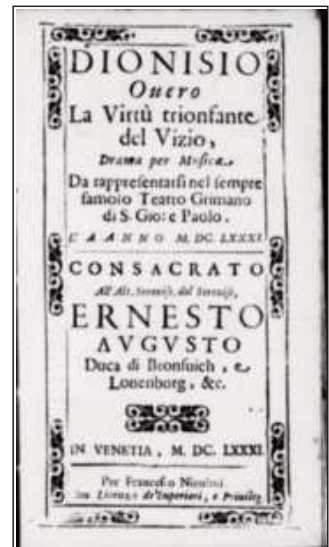 DIONISIO
Ouero
La Virtù trionfante
del Vizio,
Drama per Musica.
Da rappresentarsi nel sempre
famoso Teatro Grimano
di S. Gio: e Paolo.
L'ANNO M. DC. LXXXI.
CONSACRATO
All'Alt. Sereniss. del Sereniss.
ERNESTO
AVGVSTO
Duca di Bronsuich, e
Lonenborg, &c.
IN VENETIA, M. DC. LXXXI.
Per Francesco Nicolini.
Con Licenza de' Superiori, e Priuileg.